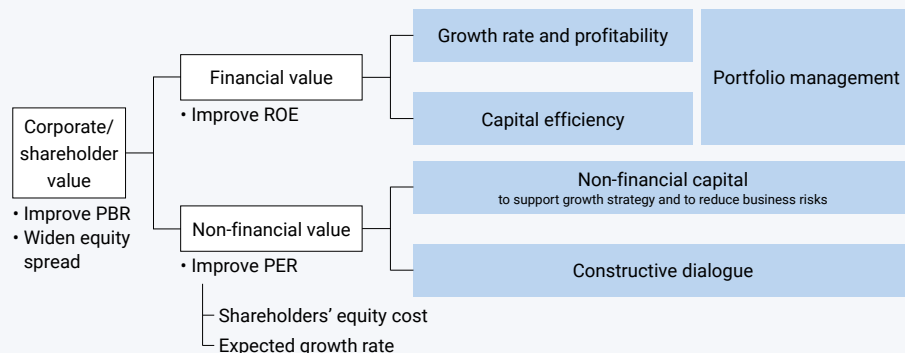 Corporate/
shareholder
value
• Improve PBR
• Widen equity
spread
Financial value
• Improve ROE
Growth rate and profitability
Capital efficiency
Portfolio management
Non-financial value
• Improve PER
Shareholders’ equity cost
Expected growth rate
Non-financial capital
to support growth strategy and to reduce business risks
Constructive dialogue